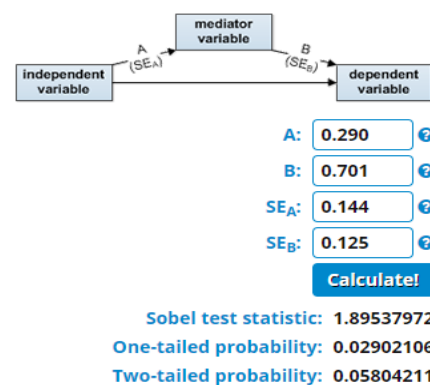 mediator
variable
A
(SEA)
B
(SEB)
independent
variable
dependent
variable
A: 0.290 ?
B: 0.701 ?
SEA: 0.144 ?
SEB: 0.125 ?
Calculate!
Sobel test statistic: 1.89537972
One-tailed probability: 0.02902106
Two-tailed probability: 0.05804211